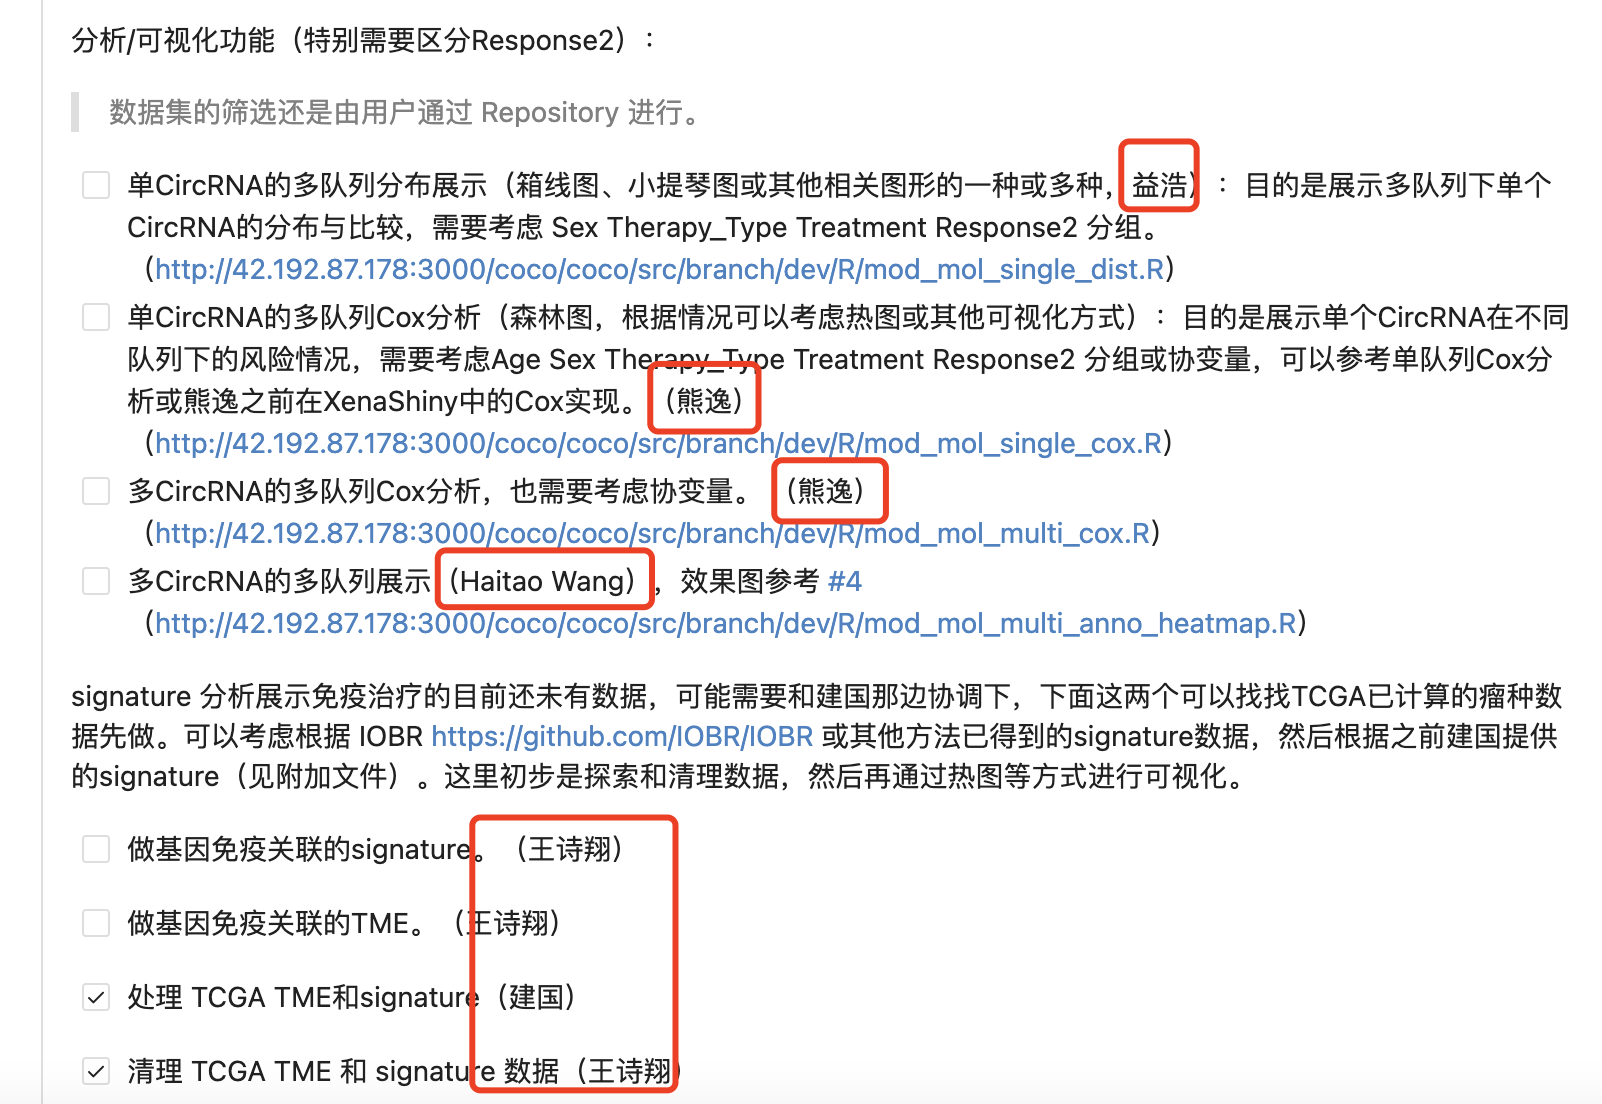 分析/可视化功能（特别需要区分Response2）：
数据集的筛选还是由用户通过 Repository 进行。
单CircRNA的多队列分布展示（箱线图、小提琴图或其他相关图形的一种或多种，益浩）：目的是展示多队列下单个
CircRNA的分布与比较，需要考虑 Sex Therapy_Type Treatment Response2 分组。
（http://42.192.87.178:3000/coco/coco/src/branch/dev/R/mod_mol_single_dist.R）
单CircRNA的多队列Cox分析（森林图，根据情况可以考虑热图或其他可视化方式）：目的是展示单个CircRNA在不同
队列下的风险情况，需要考虑Age Sex Therapy_Type Treatment Response2 分组或协变量，可以参考单队列Cox分
析或熊逸之前在XenaShiny中的Cox实现。（熊逸）
（http://42.192.87.178:3000/coco/coco/src/branch/dev/R/mod_mol_single_cox.R）
多CircRNA的多队列Cox分析，也需要考虑协变量。（熊逸）
（http://42.192.87.178:3000/coco/coco/src/branch/dev/R/mod_mol_multi_cox.R）
多CircRNA的多队列展示（Haitao Wang），效果图参考 #4
（http://42.192.87.178:3000/coco/coco/src/branch/dev/R/mod_mol_multi_anno_heatmap.R）
signature 分析展示免疫治疗的目前还未有数据，可能需要和建国那边协调下，下面这两个可以找找TCGA已计算的瘤种数
据先做。可以考虑根据 IOBR https://github.com/IOBR/IOBR 或其他方法已得到的signature数据，然后根据之前建国提供
的signature（见附加文件）。这里初步是探索和清理数据，然后再通过热图等方式进行可视化。
做基因免疫关联的signature。（王诗翔）
做基因免疫关联的TME。（王诗翔）
处理 TCGA TME和signature（建国）
清理 TCGA TME 和 signature 数据（王诗翔）